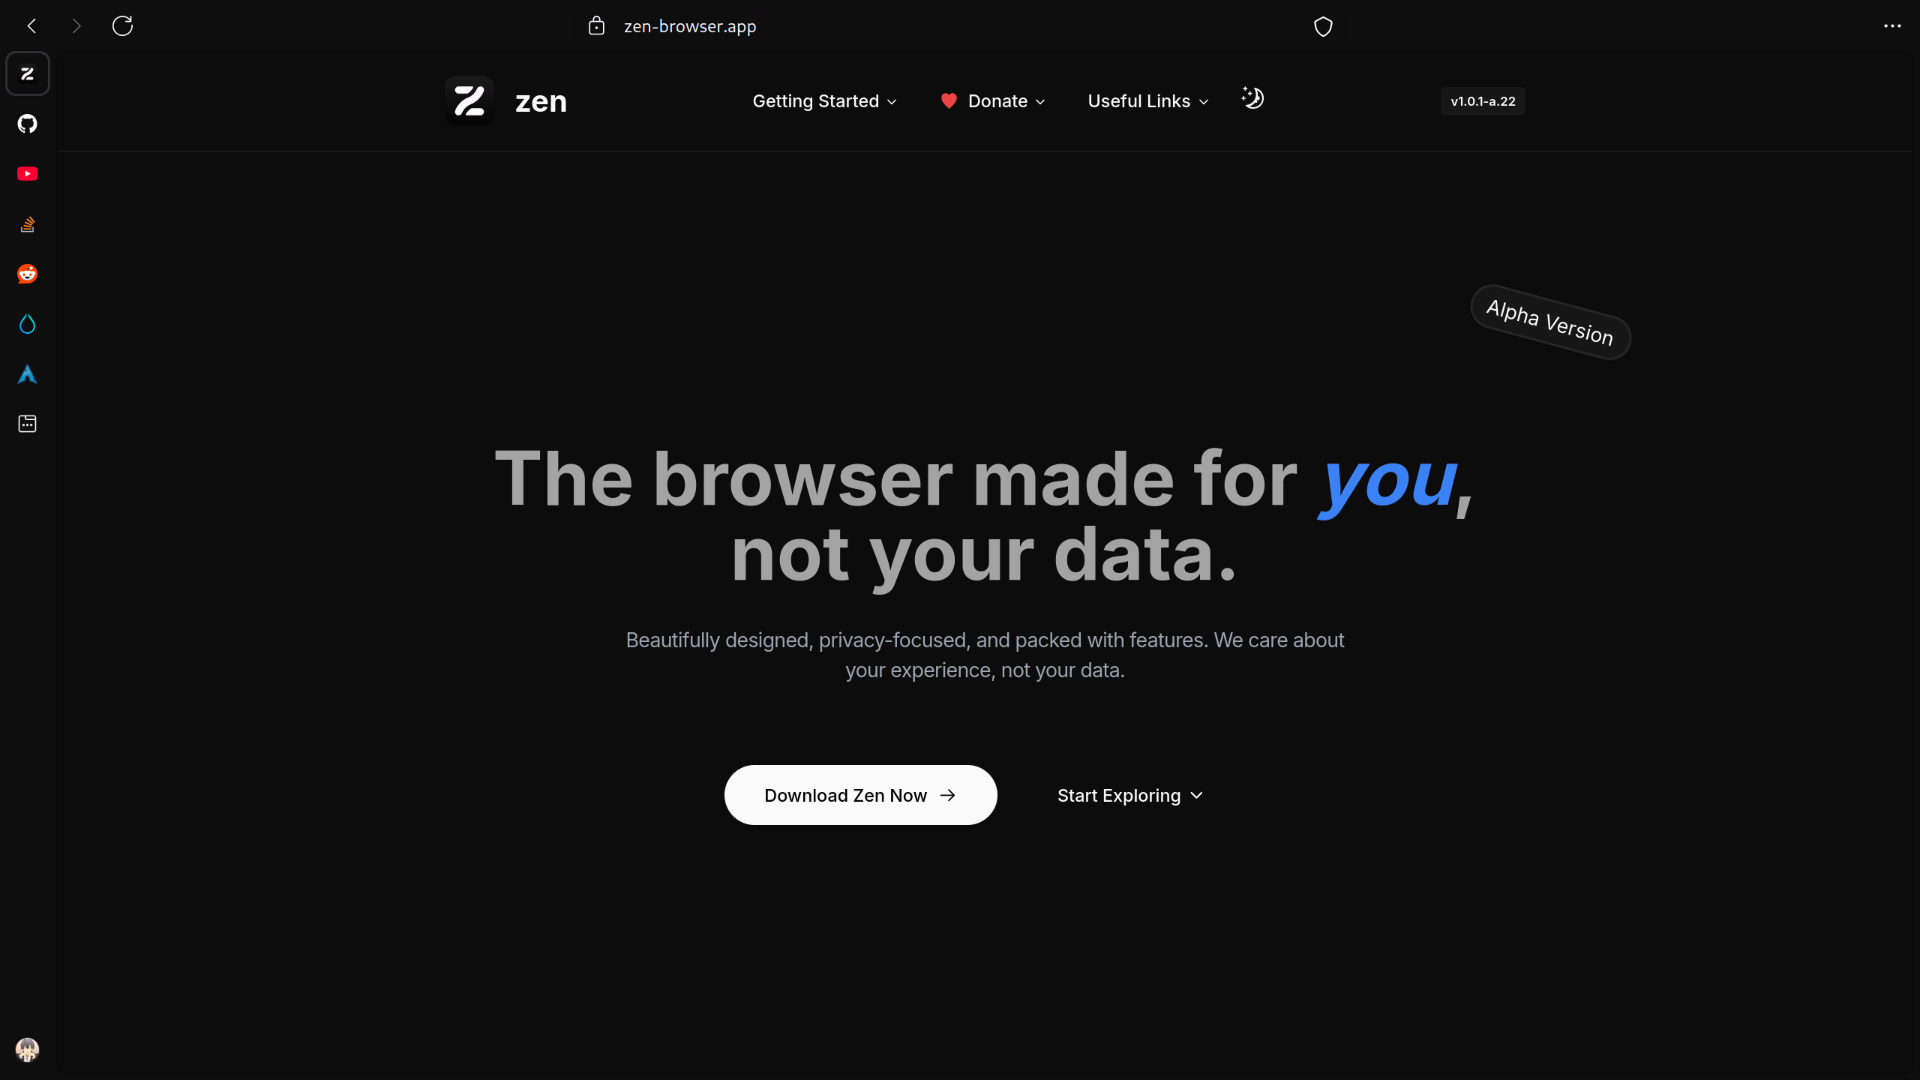 zen-browser.app
zen
Getting Started
Donate
Useful Links
v1.0.1-a.22
Alpha Version
The browser made for you,
not your data.
Beautifully designed, privacy-focused, and packed with features. We care about
your experience, not your data.
Download Zen Now
Start Exploring